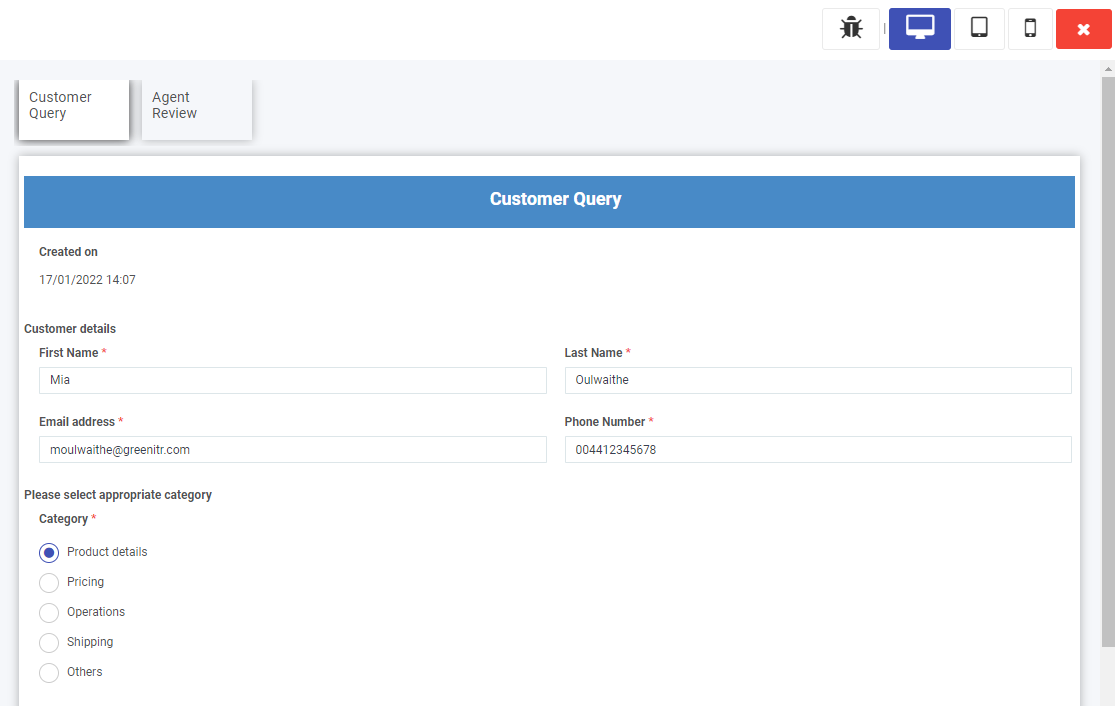 Customer
Query
Agent
Review
Customer Query
Created on
17/01/2022 14:07
Customer details
First Name *
Last Name *
Mia
Oulwaithe
Email address *
Phone Number *
moulwaithe@greenitr.com
004412345678
Please select appropriate category
Category *
Product details
Pricing
Operations
Shipping
Others